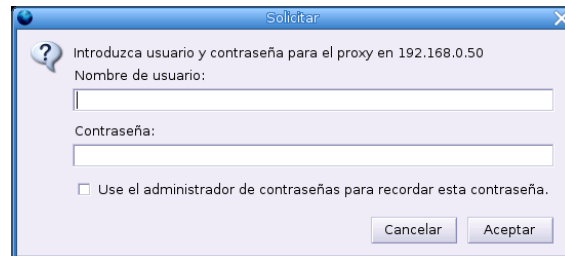 Solicitar
Introduzca usuario y contraseña para el proxy en 192.168.0.50
Nombre de usuario:
Contraseña:
Use el administrador de contraseñas para recordar esta contraseña.
Cancelar Aceptar